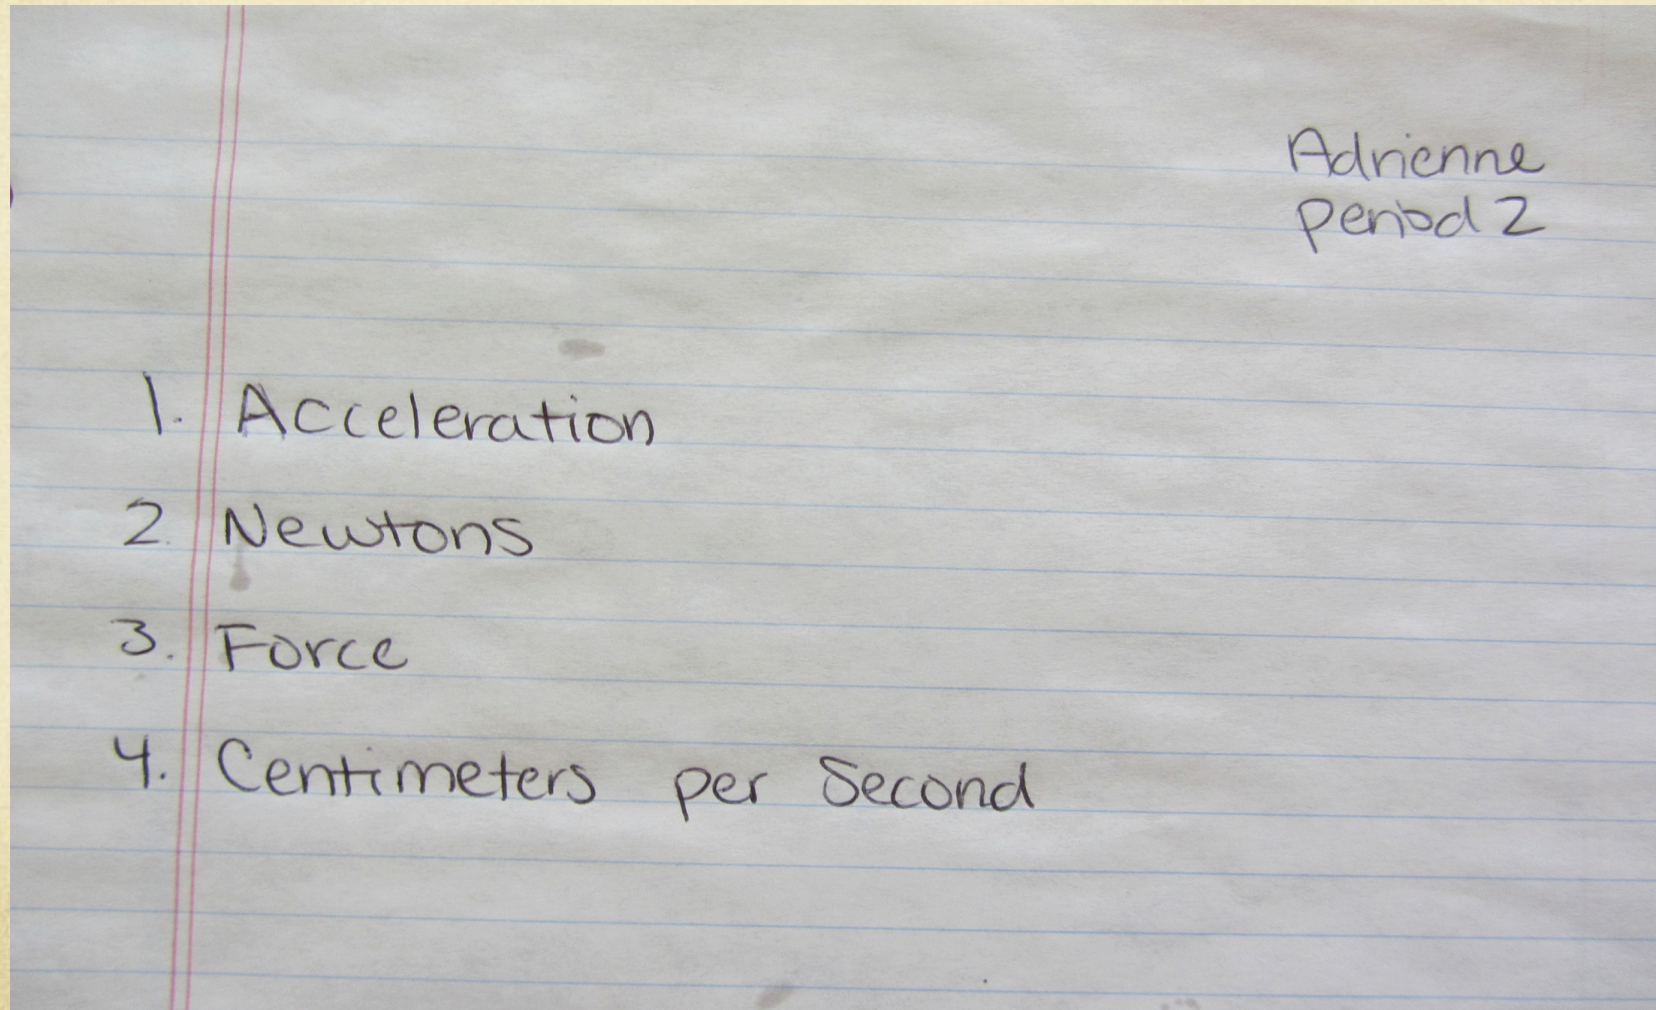 Adrienne
period 2
1. Acceleration
2. Newtons
3. Force
4. Centimeters per Second